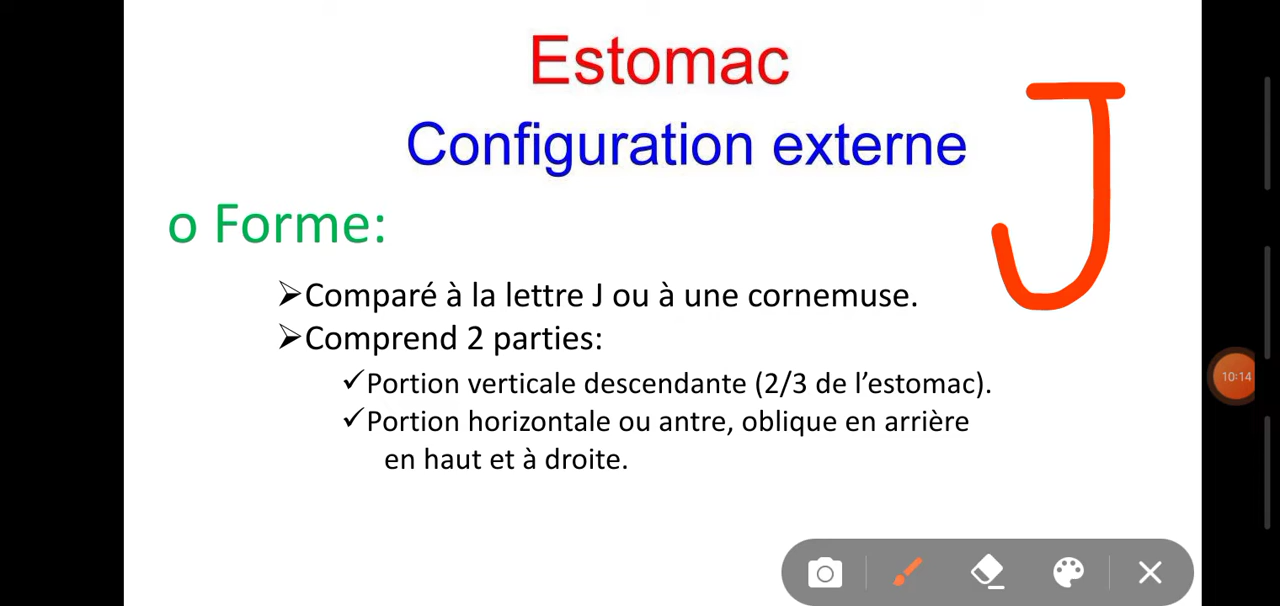 Estomac
J
Configuration externe
o Forme:
➢Comparé à la lettre J ou à une cornemuse.
➢Comprend 2 parties:
✓Portion verticale descendante (2/3 de l’estomac).
✓Portion horizontale ou antre, oblique en arrière
en haut et à droite.
10:14